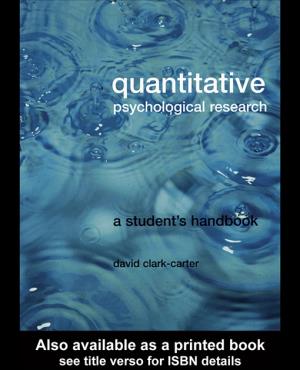 quantitative
psychological research
a student's handbook
david clark-carter
Also available as a printed book
see title verso for ISBN details